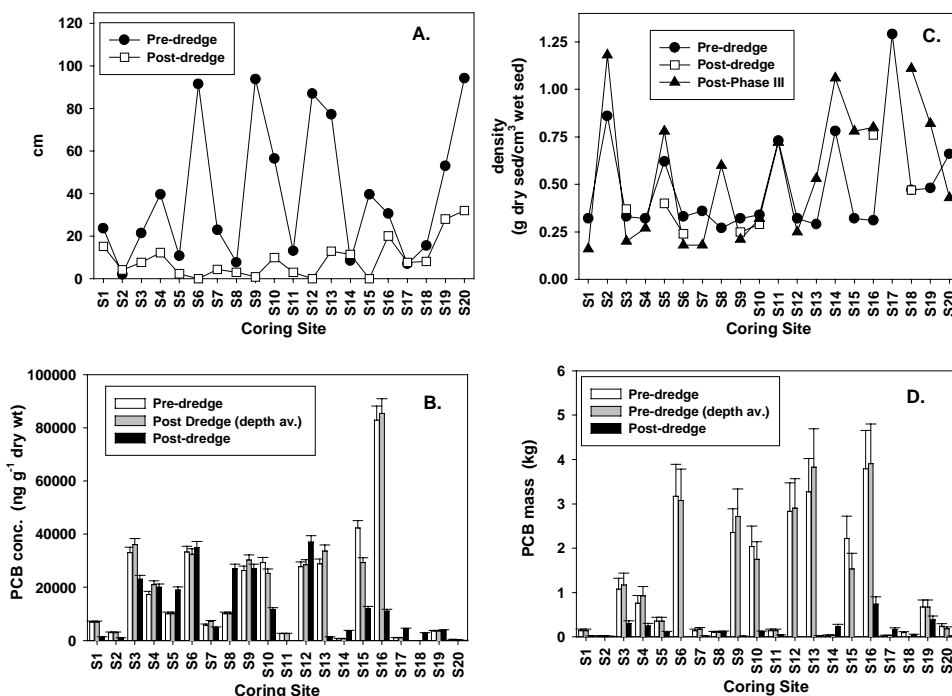 A.
Pre-dredge
Post-dredge
120
100
80
60
40
20
0
cm
S1 S2 S3 S4 S5 S6 S7 S8 S9 S10 S11 S12 S13 S14 S15 S16 S17 S18 S19 S20
Coring Site
C.
Pre-dredge
Post-dredge
Post-Phase III
1.25
1.00
0.75
0.50
0.25
0.00
density
(g dry sed/cm³ wet sed)
S1 S2 S3 S4 S5 S6 S7 S8 S9 S10 S11 S12 S13 S14 S15 S16 S17 S18 S19 S20
Coring Site
B.
Pre-dredge
Post Dredge (depth av.)
Post-dredge
100000
80000
60000
40000
20000
0
PCB conc. (ng g⁻¹ dry wt)
S1 S2 S3 S4 S5 S6 S7 S8 S9 S10 S11 S12 S13 S14 S15 S16 S17 S18 S19 S20
Coring Site
D.
Pre-dredge
Pre-dredge (depth av.)
Post-dredge
6
5
4
3
2
1
0
PCB mass (kg)
S1 S2 S3 S4 S5 S6 S7 S8 S9 S10 S11 S12 S13 S14 S15 S16 S17 S18 S19 S20
Coring Site